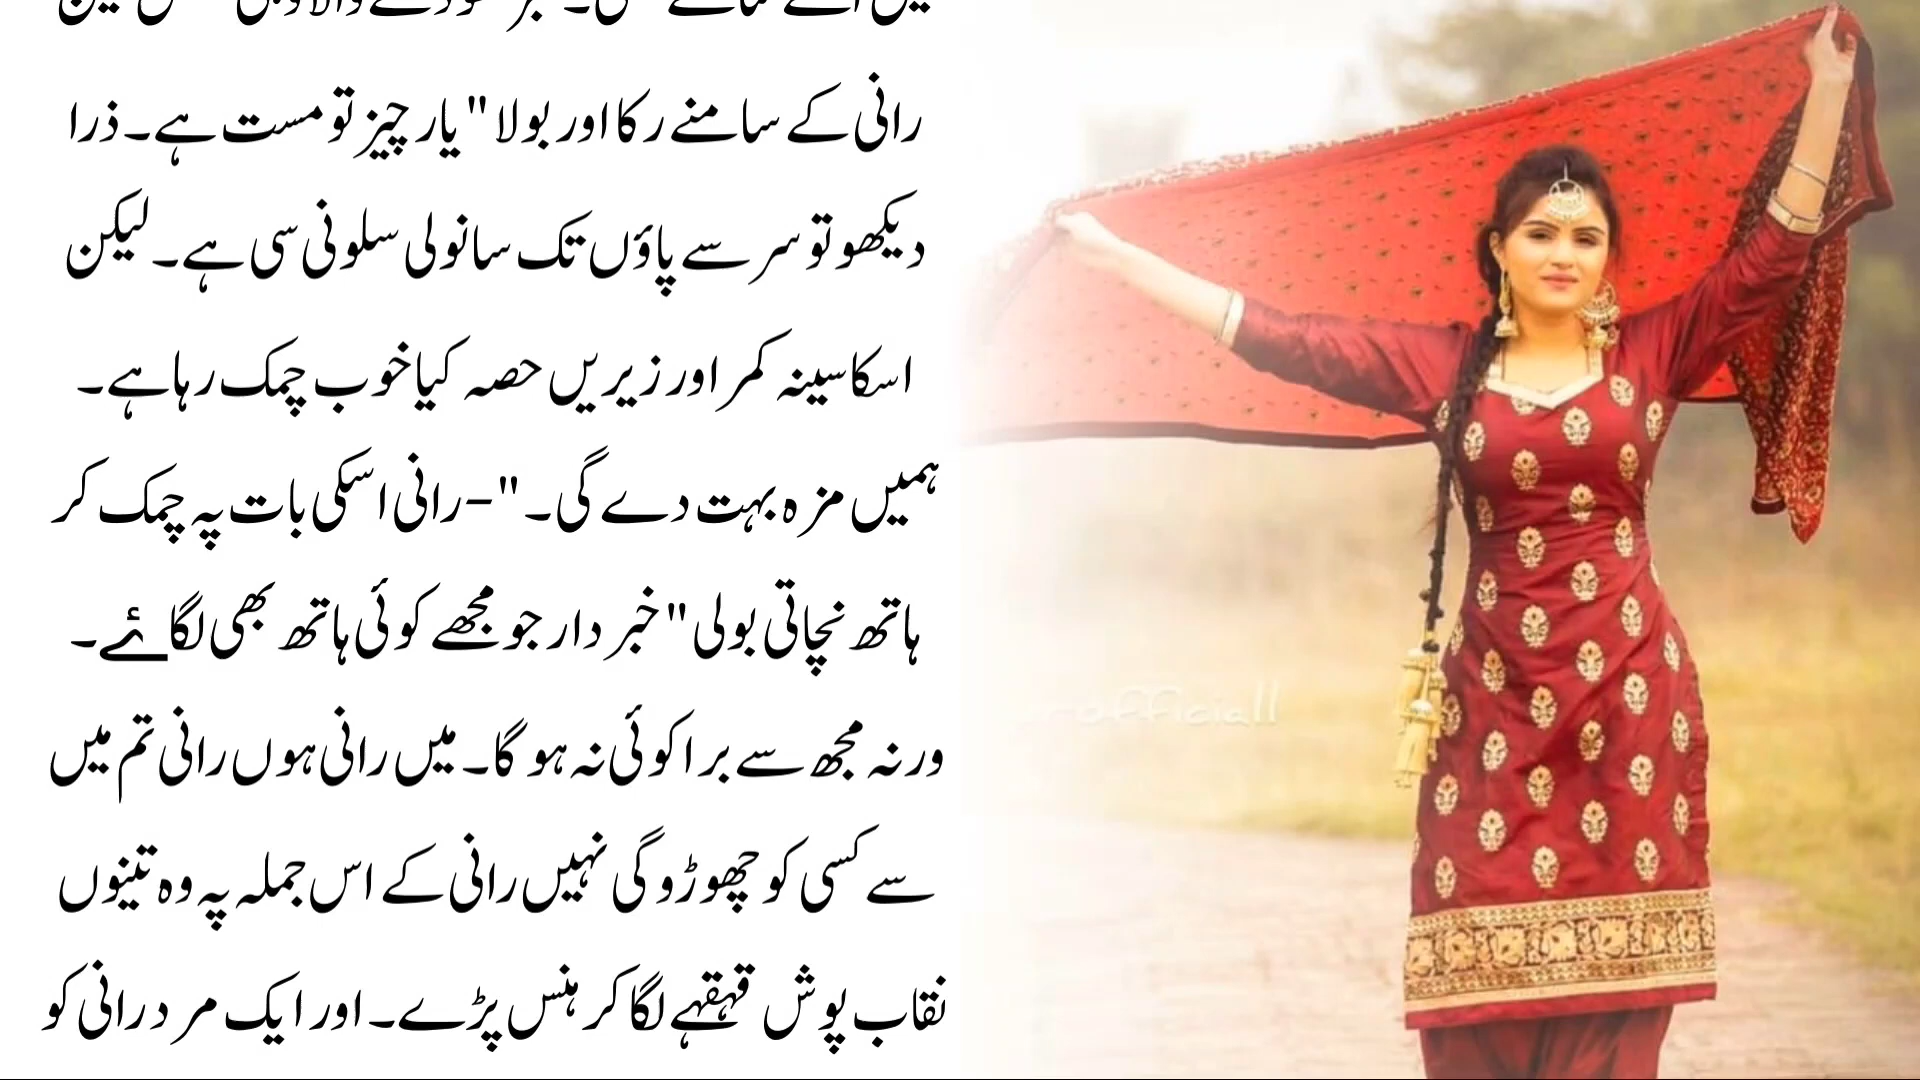 رانی کے سامنے رکا اور بولا "یار چیز تو مست ہے۔ ذرا
دیکھو تو سر سے پاؤں تک سانولی سلونی سی ہے۔ لیکن
اسکا سینہ کمر اور زیریں حصہ کیا خوب چمک رہا ہے۔
ہمیں مزہ بہت دے گی۔"-رانی اسکی بات پہ چمک کر
ہاتھ نچاتی بولی "خبردار جو مجھے کوئی ہاتھ بھی لگائے۔
ورنہ مجھ سے برا کوئی نہ ہو گا۔ میں رانی ہوں رانی تم میں
سے کسی کو چھوڑو گی نہیں رانی کے اس جملہ پہ وہ تینوں
نقاب پوش قہقہے لگا کر ہنس پڑے۔ اور ایک مرد رانی کو